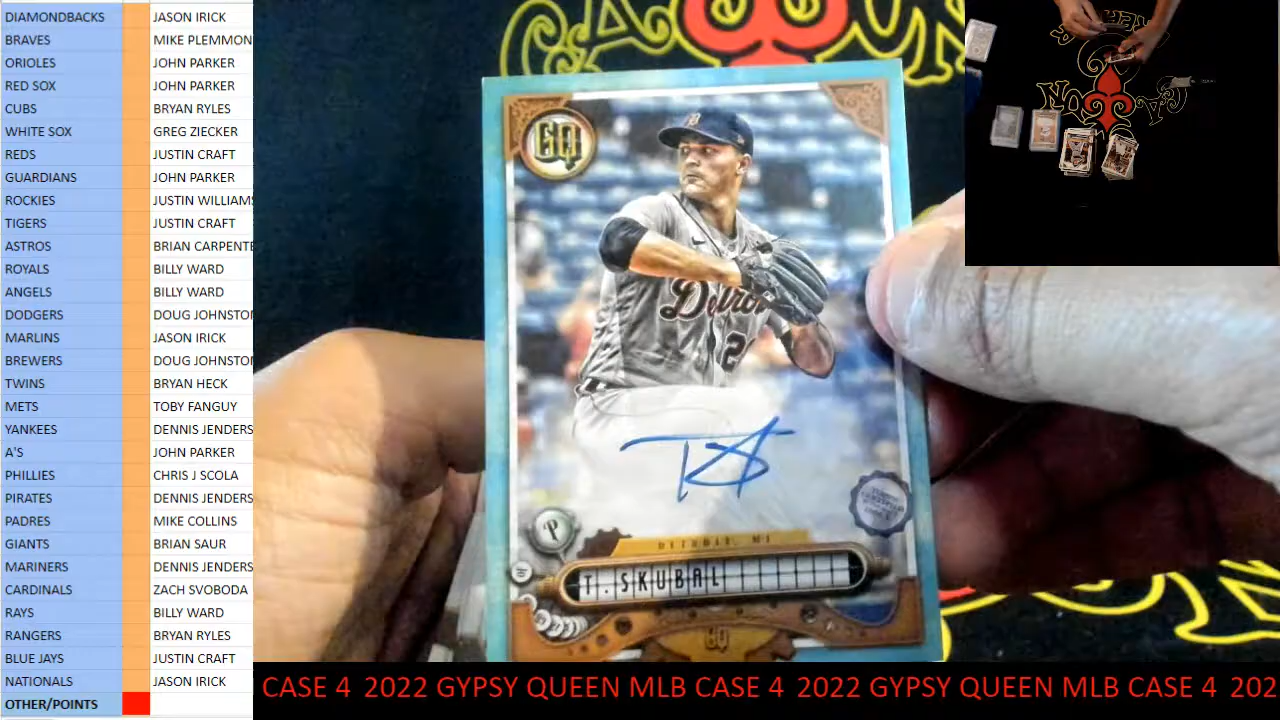 DIAMONDBACKS JASON IRICK
BRAVES MIKE PLEMMON
ORIOLES JOHN PARKER
RED SOX JOHN PARKER
CUBS BRYAN RYLES
WHITE SOX GREG ZIECKER
REDS JUSTIN CRAFT
GUARDIANS JOHN PARKER
ROCKIES JUSTIN WILLIAMS
TIGERS JUSTIN CRAFT
ASTROS BRIAN CARPENTE
ROYALS BILLY WARD
ANGELS BILLY WARD
DODGERS DOUG JOHNSTO
MARLINS JASON IRICK
BREWERS DOUG JOHNSTO
TWINS BRYAN HECK
METS TOBY FANGUY
YANKEES DENNIS JENDERS
A'S JOHN PARKER
PHILLIES CHRIS J SCOLA
PIRATES DENNIS JENDERS
PADRES MIKE COLLINS
GIANTS BRIAN SAUR
MARINERS DENNIS JENDERS
CARDINALS ZACH SVOBODA
RAYS BILLY WARD
RANGERS BRYAN RYLES
BLUE JAYS JUSTIN CRAFT
NATIONALS JASON IRICK
OTHER/POINTS
GQ
Detroit
2
P
DETROIT, MI
T. SKUBAL
GQ
CASE 4 2022 GYPSY QUEEN MLB CASE 4 2022 GYPSY QUEEN MLB CASE 4 202